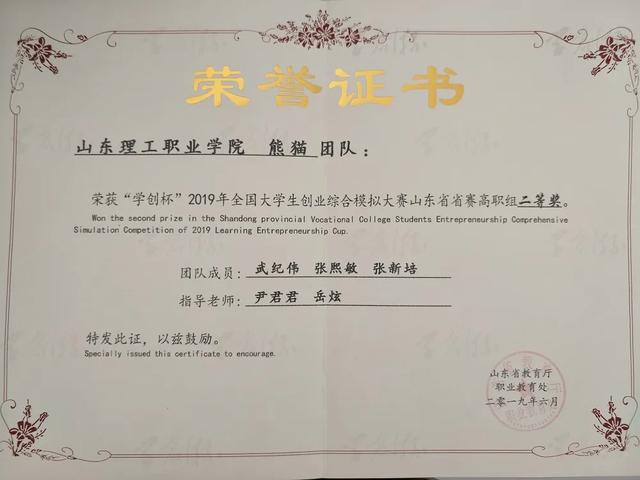 荣誉证书
山东理工职业学院 熊猫 团队：
荣获“学创杯”2019年全国大学生创业综合模拟大赛山东省省赛高职组二等奖。
Won the second prize in the Shandong provincial Vocational College Students Entrepreneurship Comprehensive
Simulation Competition of 2019 Learning Entrepreneurship Cup.
团队成员： 武纪伟 张熙敏 张新培
指导老师： 尹君君 岳炫
特发此证，以兹鼓励。
Specially issued this certificate to encourage.
山东省教育厅
职业教育处
二零一九年六月